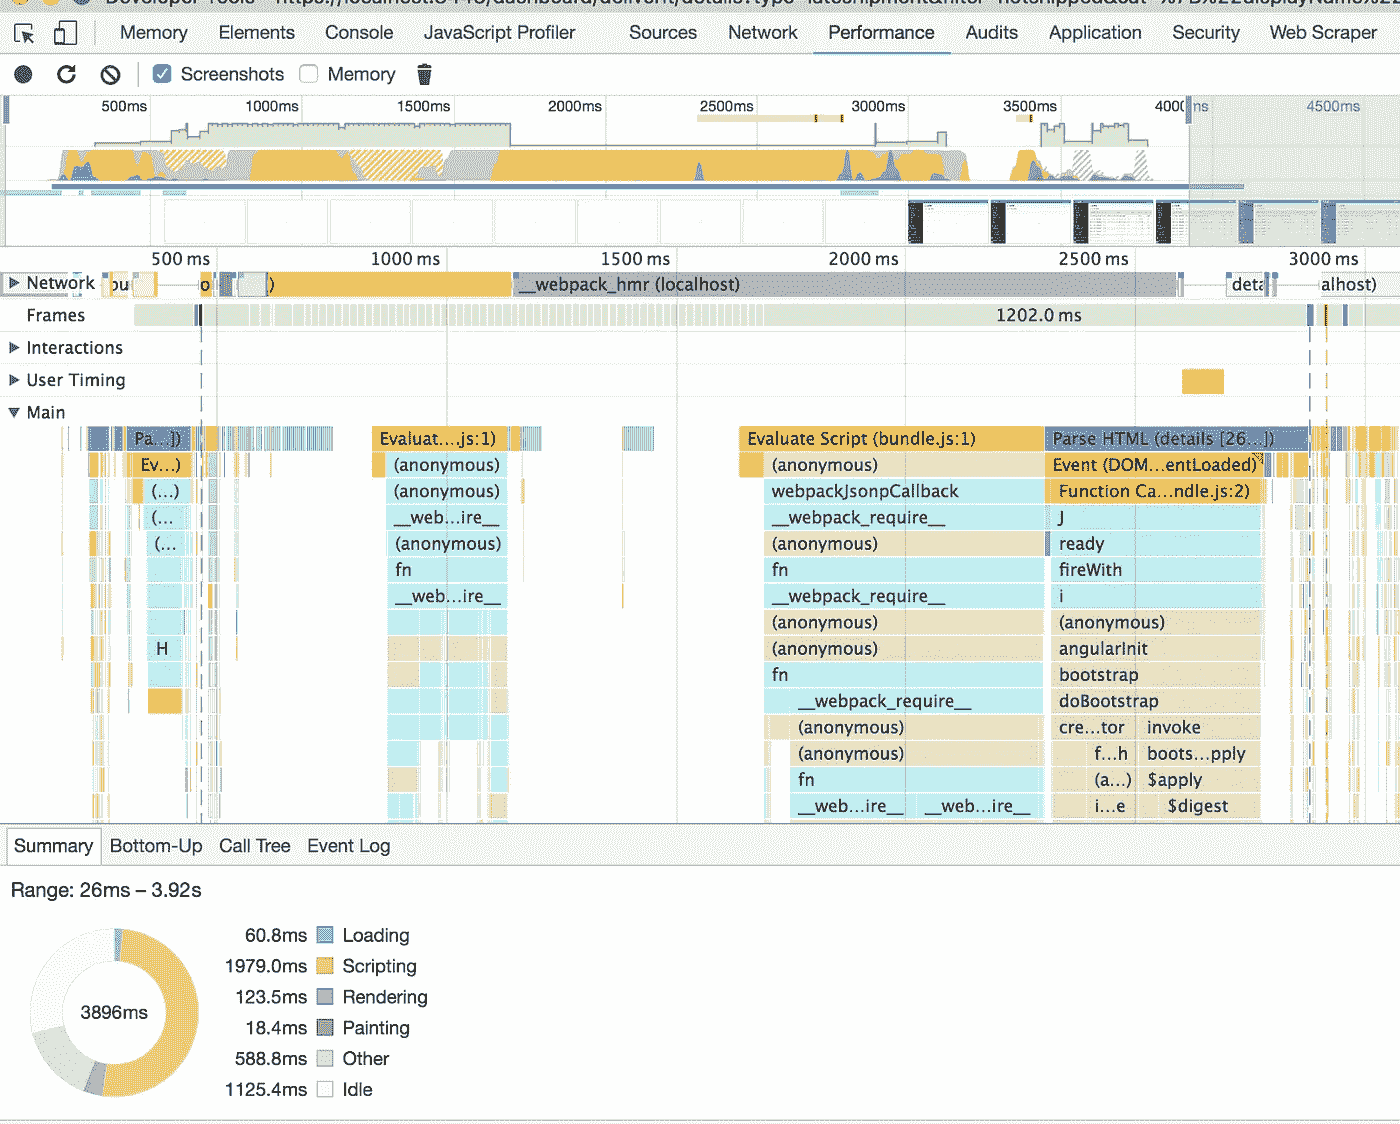 Memory Elements Console JavaScript Profiler Sources Network Performance Audits Application Security Web Scraper
Screenshots Memory
500ms 1000ms 1500ms 2000ms 2500ms 3000ms 3500ms 4000ms 4500ms
500 ms 1000 ms 1500 ms 2000 ms 2500 ms 3000 ms
Network ou o ) __webpack_hmr (localhost) deta alhost)
Frames 1202.0 ms
Interactions
User Timing
Main
Pa...]) Evaluat....js:1) Evaluate Script (bundle.js:1) Parse HTML (details [26...])
Ev...) (anonymous) (anonymous) Event (DOM...entLoaded)
(...) (anonymous) webpackJsonpCallback Function Ca...ndle.js:2)
(... __web...ire__ __webpack_require__ J
(... (anonymous) (anonymous) ready
fn fn fireWith
__web...ire__ __webpack_require__ i
(anonymous) (anonymous)
H (anonymous) angularInit
fn bootstrap
__webpack_require__ doBootstrap
(anonymous) cre...tor invoke
(anonymous) f...h boots...pply
fn (a...) $apply
__web...ire__ __web...ire__ i...e $digest
Summary Bottom-Up Call Tree Event Log
Range: 26ms – 3.92s
60.8ms Loading
1979.0ms Scripting
123.5ms Rendering
3896ms
18.4ms Painting
588.8ms Other
1125.4ms Idle